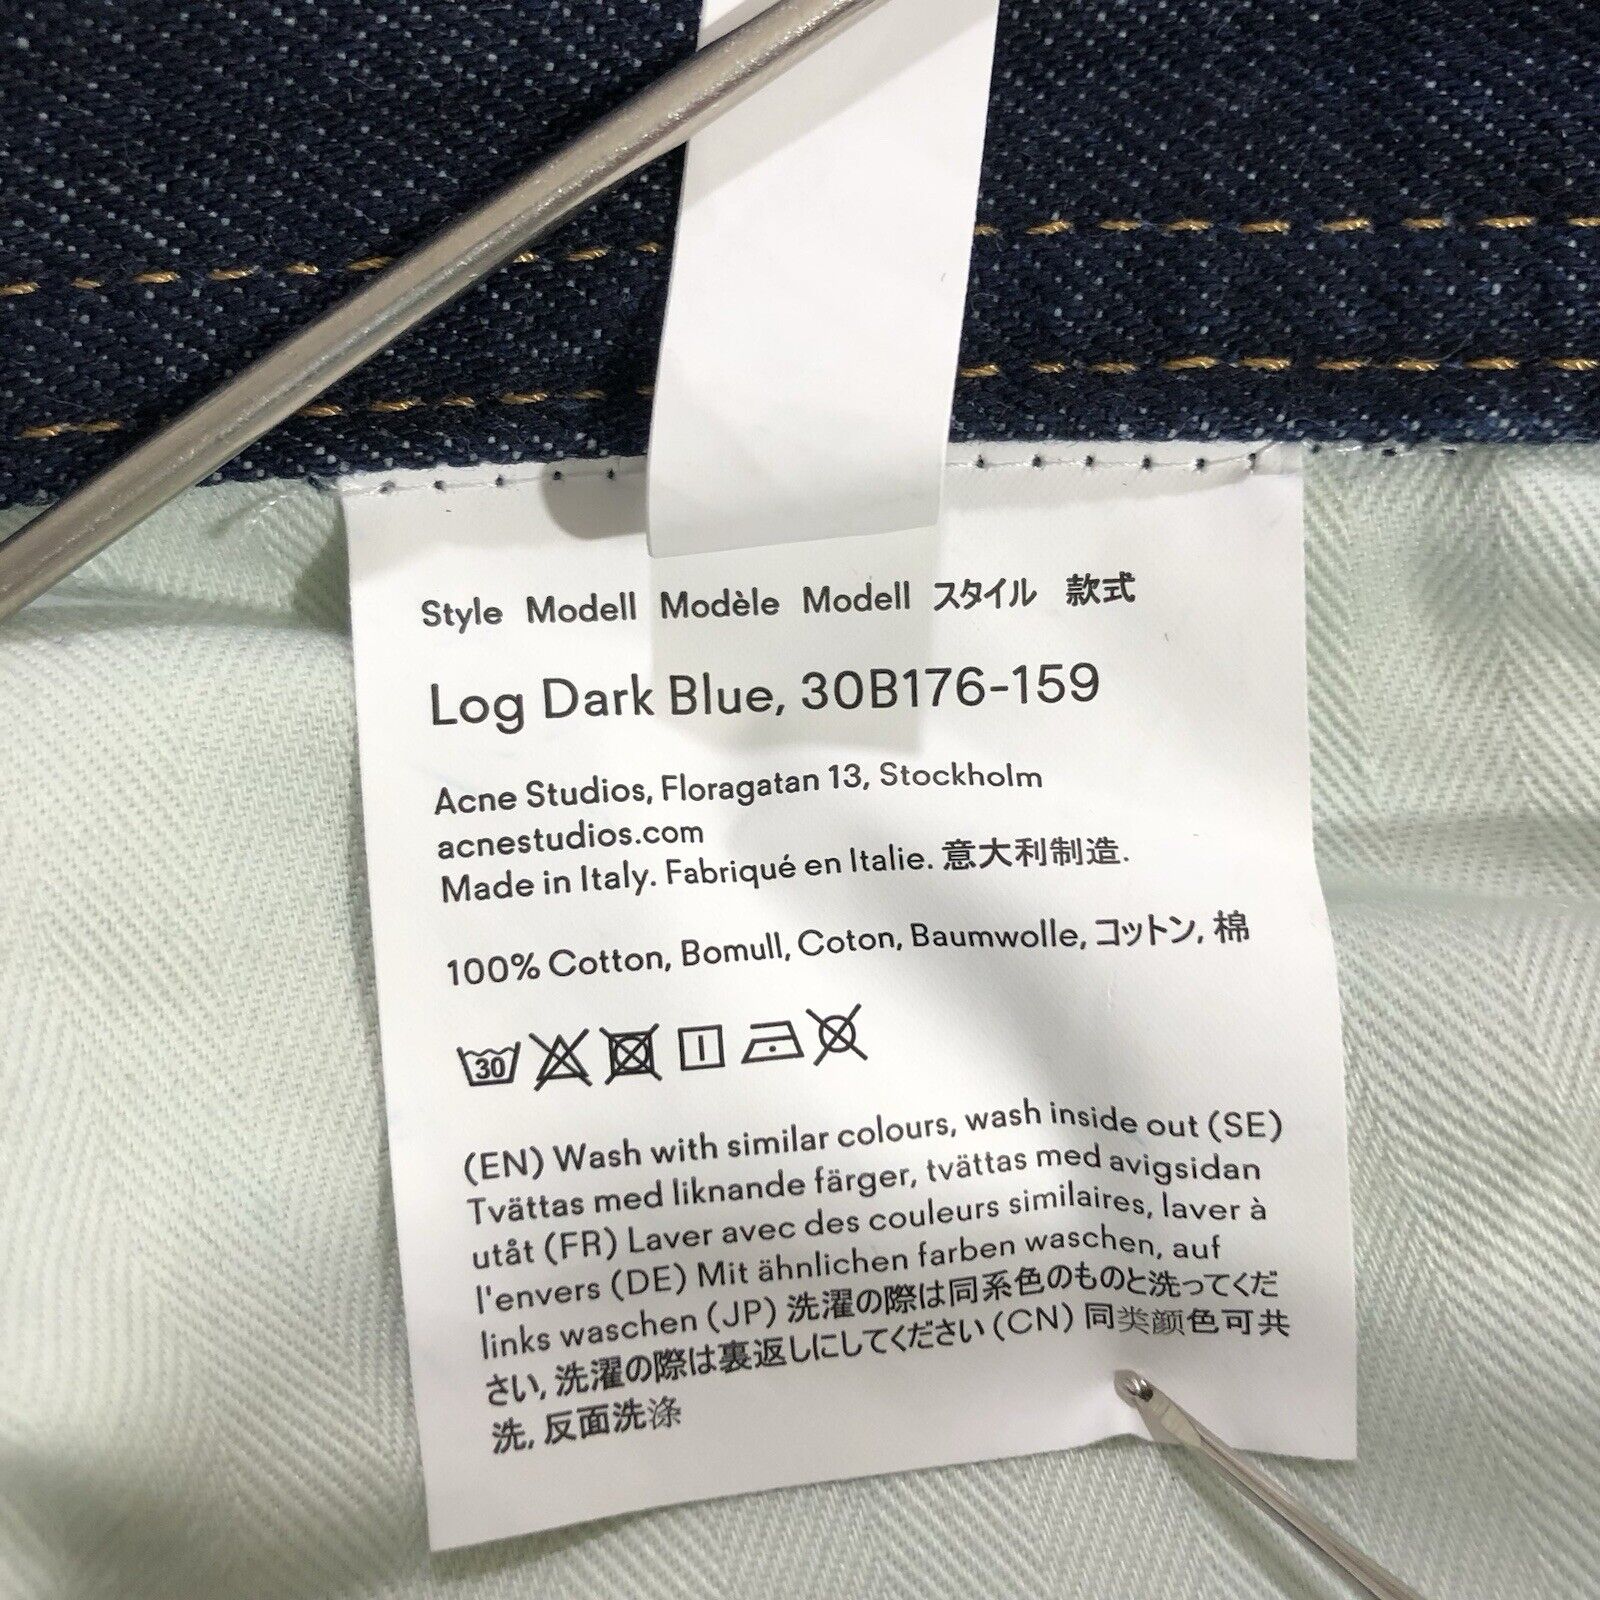 Style Modell Modèle Modell スタイル 款式
Log Dark Blue, 30B176-159
Acne Studios, Floragatan 13, Stockholm
acnestudios.com
Made in Italy. Fabriqué en Italie. 意大利制造.
100% Cotton, Bomull, Coton, Baumwolle, コットン, 棉
30
(EN) Wash with similar colours, wash inside out (SE)
Tvättas med liknande färger, tvättas med avigsidan
utåt (FR) Laver avec des couleurs similaires, laver à
l'envers (DE) Mit ähnlichen farben waschen, auf
links waschen (JP) 洗濯の際は同系色のものと洗ってくだ
さい, 洗濯の際は裏返しにしてください (CN) 同类颜色可共
洗, 反面洗涤